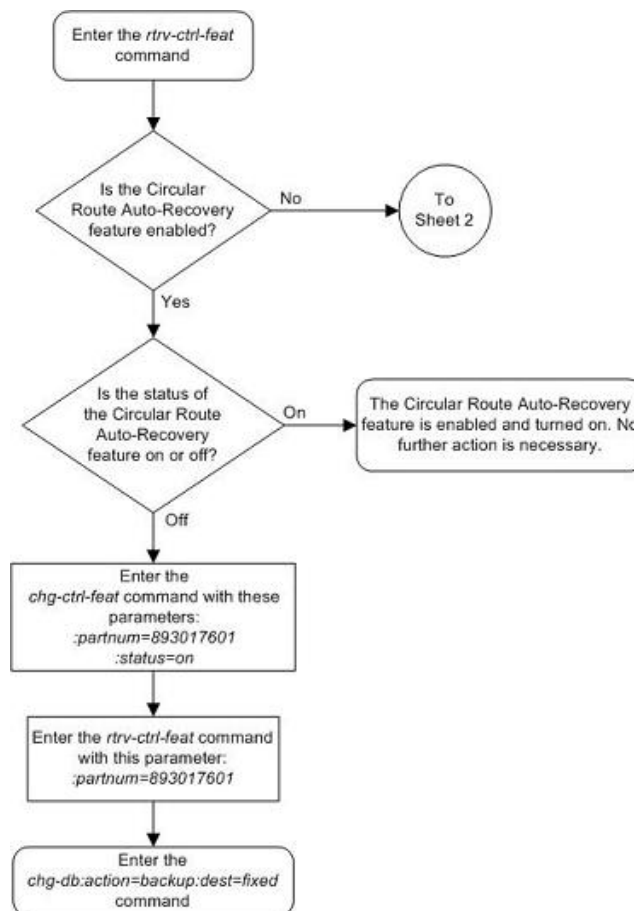 Enter the rtrv-ctrl-feat
command
Is the Circular
Route Auto-Recovery
feature enabled?
No
To
Sheet 2
Yes
Is the status of
the Circular Route
Auto-Recovery
feature on or off?
On
The Circular Route Auto-Recovery
feature is enabled and turned on. No
further action is necessary.
Off
Enter the
chg-ctrl-feat command with these
parameters:
:partnum=893017601
:status=on
Enter the rtrv-ctrl-feat command
with this parameter:
:partnum=893017601
Enter the
chg-db:action=backup:dest=fixed
command